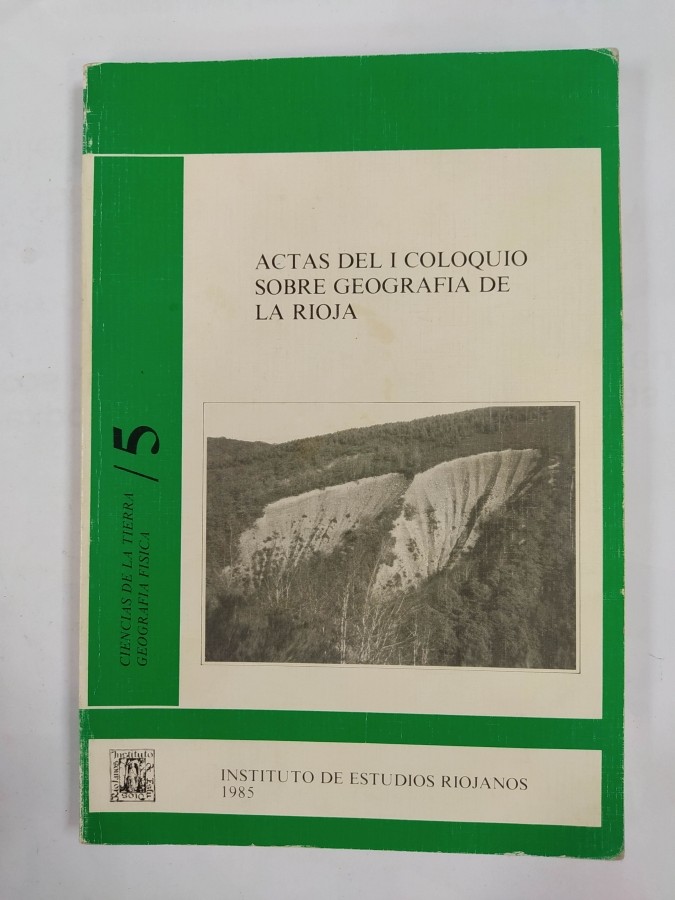 ACTAS DEL I COLOQUIO
SOBRE GEOGRAFIA DE
LA RIOJA
/5
CIENCIAS DE LA TIERRA
GEOGRAFIA FISICA
INSTITUTO DE ESTUDIOS RIOJANOS
1985
Instituto